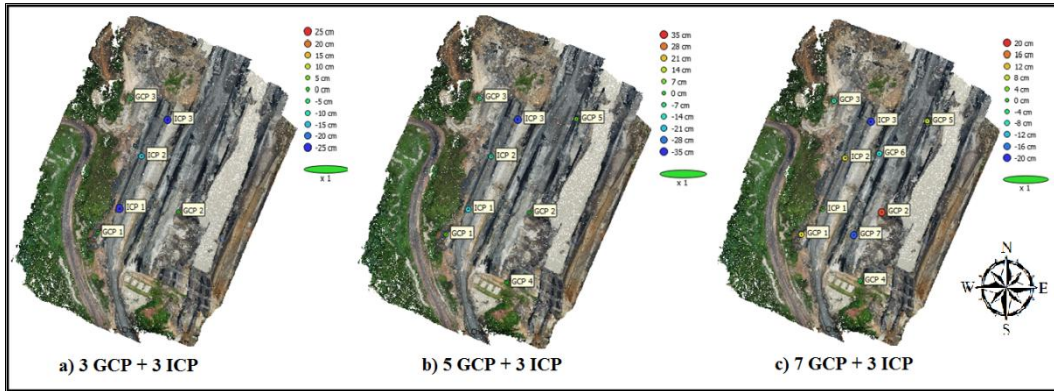 25 cm
20 cm
15 cm
10 cm
5 cm
0 cm
-5 cm
-10 cm
-15 cm
-20 cm
-25 cm
x 1
GCP 3
ICP 3
ICP 2
ICP 1
GCP 2
GCP 1
a) 3 GCP + 3 ICP
35 cm
28 cm
21 cm
14 cm
7 cm
0 cm
-7 cm
-14 cm
-21 cm
-28 cm
-35 cm
x 1
GCP 3
ICP 3
GCP 5
ICP 2
ICP 1
GCP 2
GCP 1
GCP 4
b) 5 GCP + 3 ICP
20 cm
16 cm
12 cm
8 cm
4 cm
0 cm
-4 cm
-8 cm
-12 cm
-16 cm
-20 cm
x 1
GCP 3
ICP 3
GCP 5
ICP 2
GCP 6
ICP 1
GCP 2
GCP 1
GCP 7
GCP 4
N
W
E
S
c) 7 GCP + 3 ICP